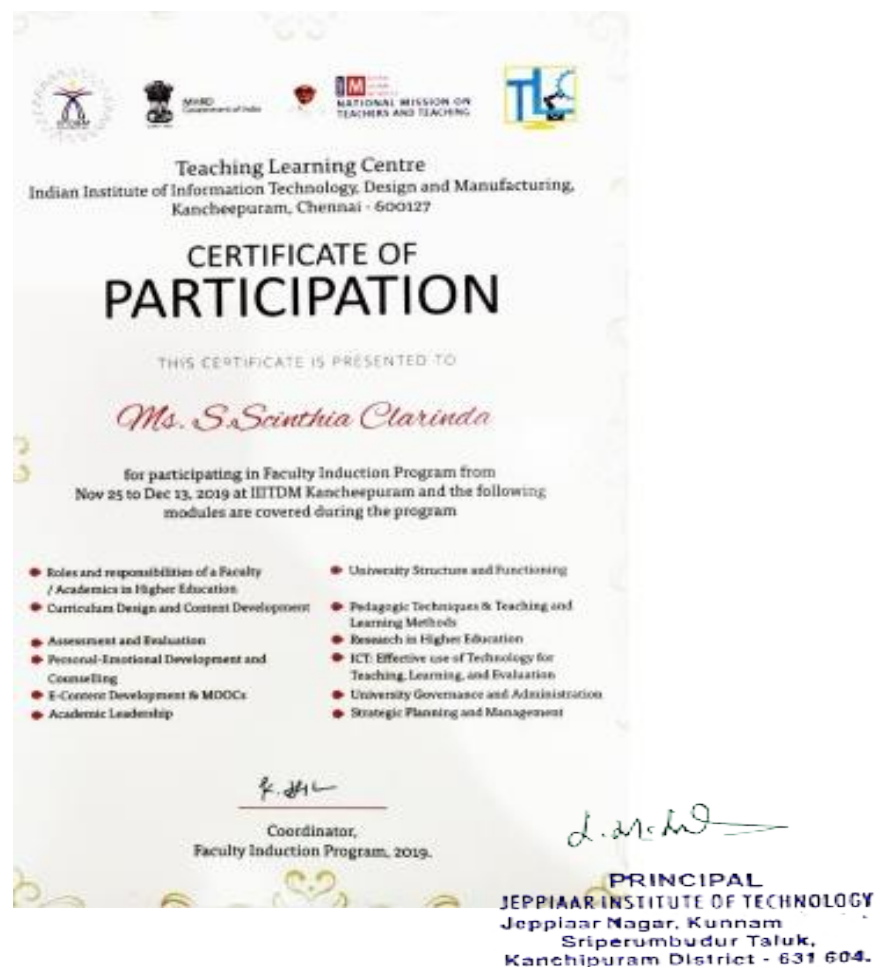 MHRD
Government of India
NATIONAL MISSION ON
TEACHERS AND TEACHING
TLC
Teaching Learning Centre
Indian Institute of Information Technology, Design and Manufacturing,
Kancheepuram, Chennai - 600127
CERTIFICATE OF
PARTICIPATION
THIS CERTIFICATE IS PRESENTED TO
Ms. S.Scinthia Clarinda
for participating in Faculty Induction Program from
Nov 25 to Dec 13, 2019 at IIITDM Kancheepuram and the following
modules are covered during the program
Roles and responsibilities of a Faculty
/ Academics in Higher Education
Curriculum Design and Content Development
Assessment and Evaluation
Personal-Emotional Development and
Counselling
E-Content Development & MOOCs
Academic Leadership
University Structure and Functioning
Pedagogic Techniques & Teaching and
Learning Methods
Research in Higher Education
ICT: Effective use of Technology for
Teaching, Learning, and Evaluation
University Governance and Administration
Strategic Planning and Management
Coordinator,
Faculty Induction Program, 2019.
PRINCIPAL
JEPPIAAR INSTITUTE OF TECHNOLOGY
Jeppiaar Nagar, Kunnam
Sriperumbudur Taluk,
Kanchipuram District - 631 604.